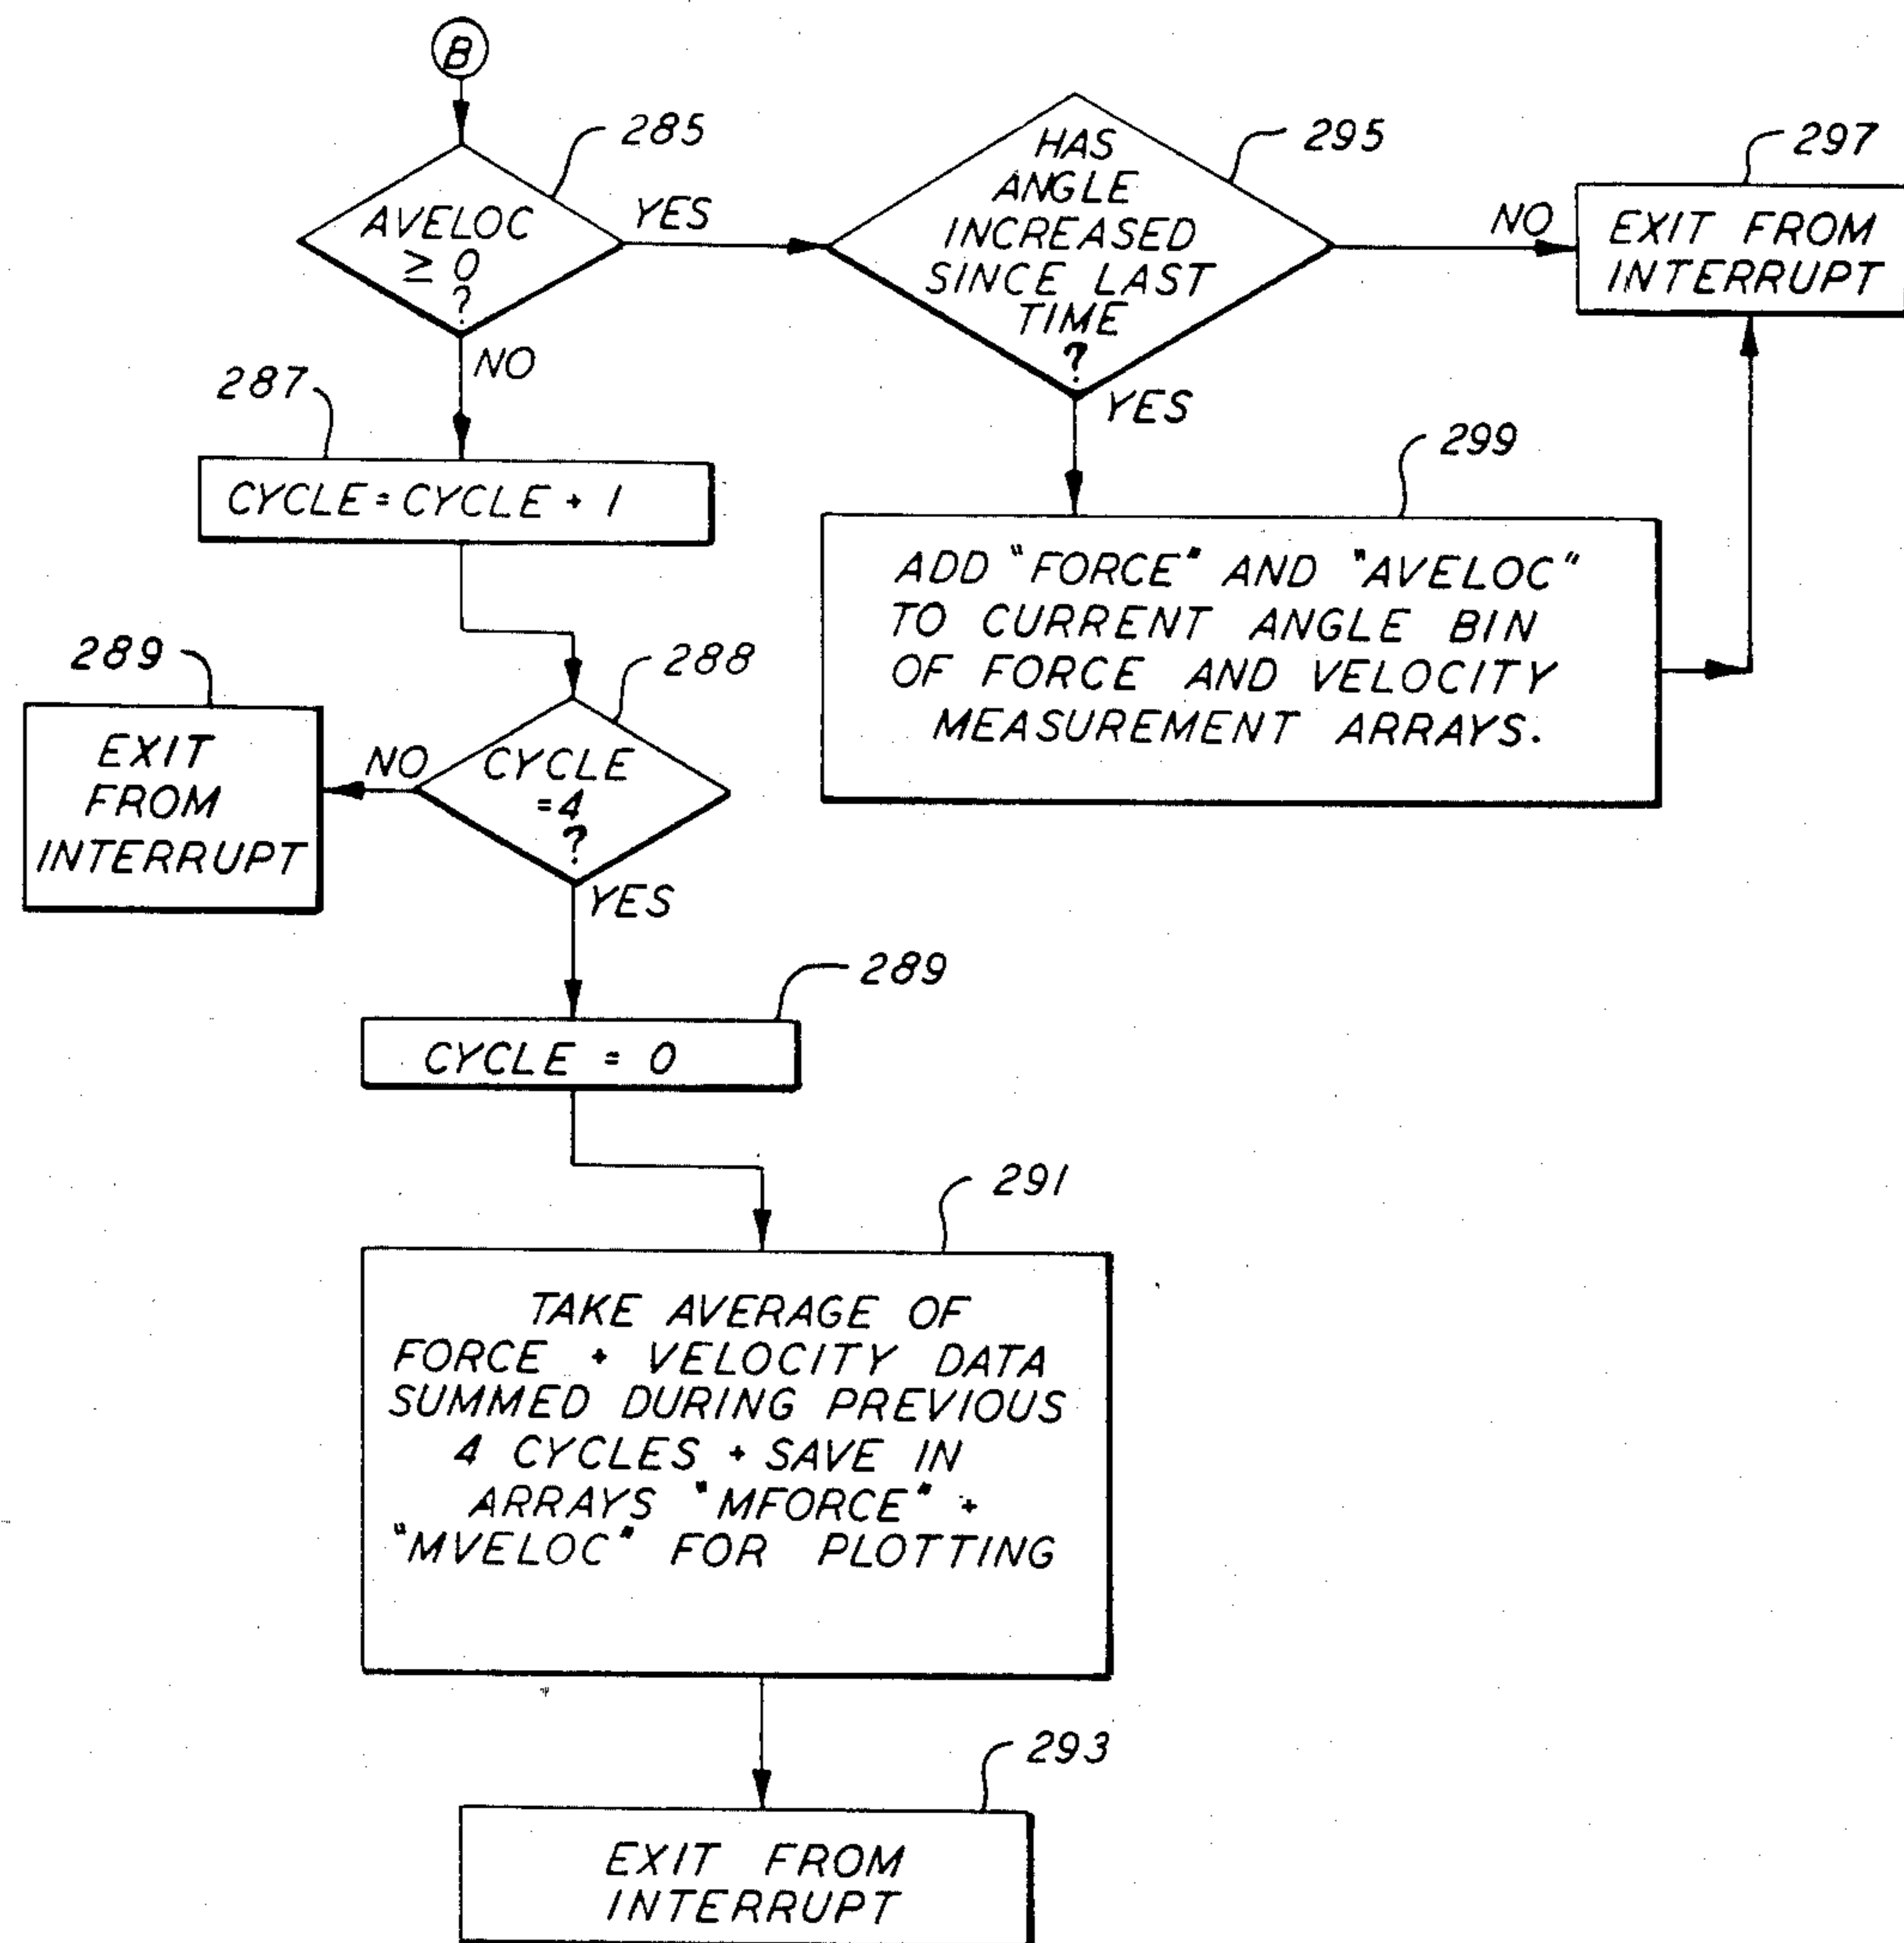 B
285
AVELOC
≥ 0
?
YES
NO
HAS
ANGLE
INCREASED
SINCE LAST
TIME
?
295
NO
YES
297
EXIT FROM
INTERRUPT
287
CYCLE = CYCLE + 1
299
ADD "FORCE" AND "AVELOC"
TO CURRENT ANGLE BIN
OF FORCE AND VELOCITY
MEASUREMENT ARRAYS.
288
CYCLE
=4
?
NO
YES
289
EXIT
FROM
INTERRUPT
289
CYCLE = 0
291
TAKE AVERAGE OF
FORCE + VELOCITY DATA
SUMMED DURING PREVIOUS
4 CYCLES + SAVE IN
ARRAYS "MFORCE" +
"MVELOC" FOR PLOTTING
293
EXIT FROM
INTERRUPT